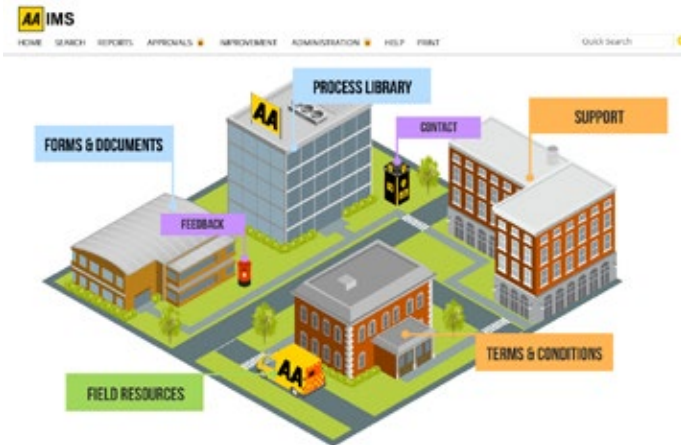 AA IMS
HOME SEARCH REPORTS APPROVALS IMPROVEMENT ADMINISTRATION HELP PRINT Quick Search
PROCESS LIBRARY
AA
CONTACT
SUPPORT
FORMS & DOCUMENTS
FEEDBACK
TERMS & CONDITIONS
AA
FIELD RESOURCES